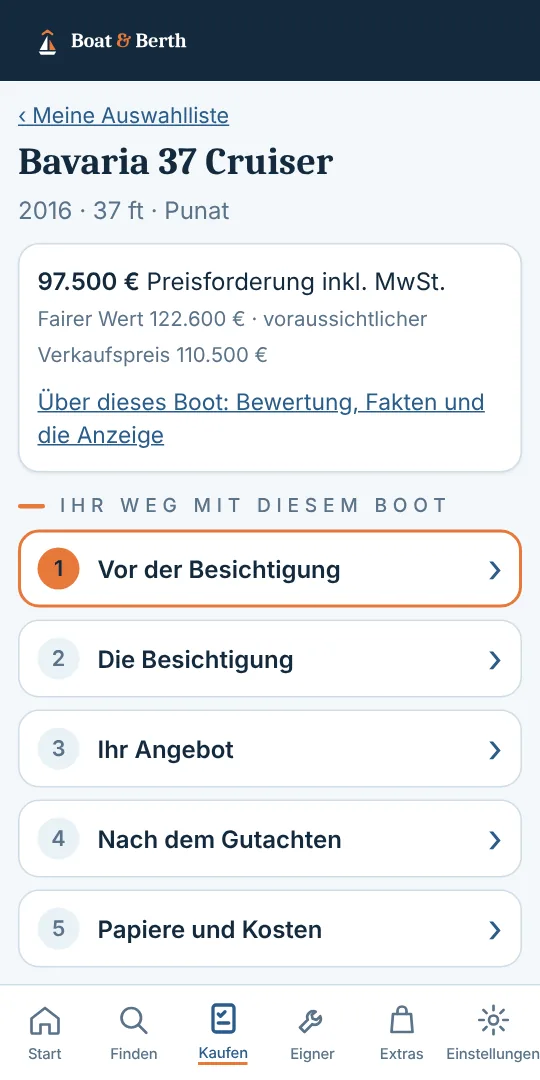 Boat & Berth
‹ Meine Auswahlliste
Bavaria 37 Cruiser
2016 · 37 ft · Punat
97.500 € Preisforderung inkl. MwSt.
Fairer Wert 122.600 € · voraussichtlicher
Verkaufspreis 110.500 €
Über dieses Boot: Bewertung, Fakten und
die Anzeige
IHR WEG MIT DIESEM BOOT
1 Vor der Besichtigung ›
2 Die Besichtigung ›
3 Ihr Angebot ›
4 Nach dem Gutachten ›
5 Papiere und Kosten ›
Start Finden Kaufen Eigner Extras Einstellungen